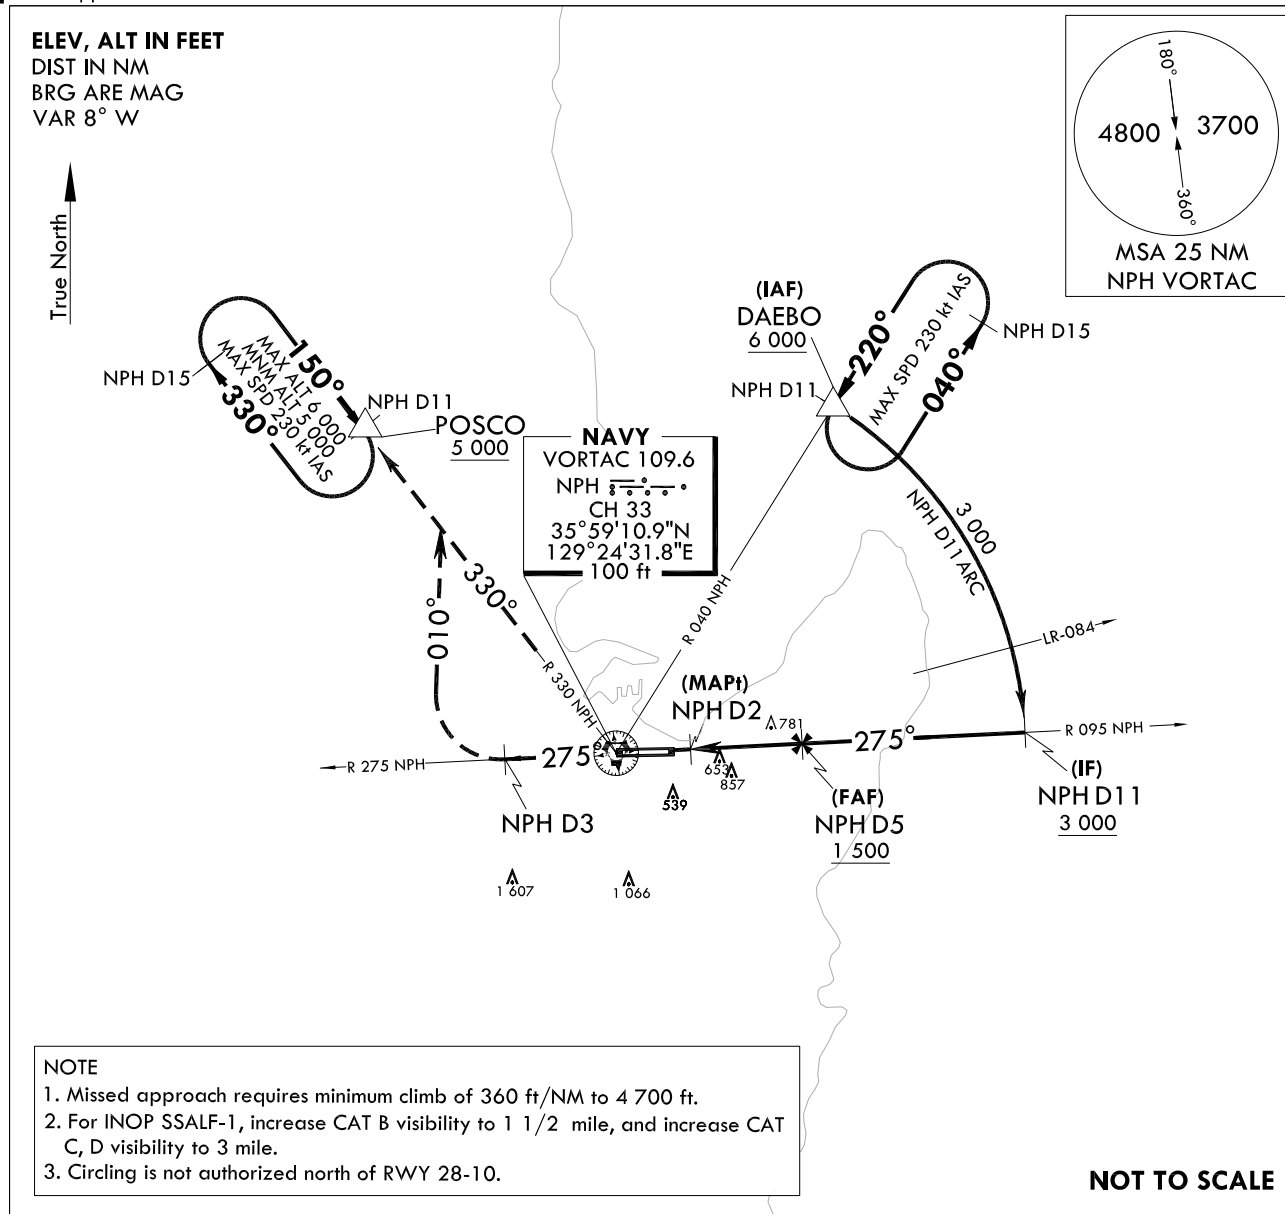 ELEV, ALT IN FEET
DIST IN NM
BRG ARE MAG
VAR 8° W
True North
180°
4800
3700
360°
MSA 25 NM
NPH VORTAC
(IAF)
DAEBO
6 000
NPH D11
220°
MAX SPD 230 kt IAS
040°
NPH D15
NPH D15
150°
MAX ALT 6 000
MNM ALT 5 000
MAX SPD 230 kt IAS
330°
NPH D11
POSCO
5 000
NAVY
VORTAC 109.6
NPH
CH 33
35°59'10.9"N
129°24'31.8"E
100 ft
3 000
NPH D11 ARC
R 040 NPH
LR-084
010°
330°
R 330 NPH
(MAPt)
NPH D2
781
275°
R 095 NPH
R 275 NPH
275°
653
857
539
(FAF)
NPH D5
1 500
(IF)
NPH D11
3 000
NPH D3
1 607
1 066
NOTE
1. Missed approach requires minimum climb of 360 ft/NM to 4 700 ft.
2. For INOP SSALF-1, increase CAT B visibility to 1 1/2 mile, and increase CAT
C, D visibility to 3 mile.
3. Circling is not authorized north of RWY 28-10.
NOT TO SCALE